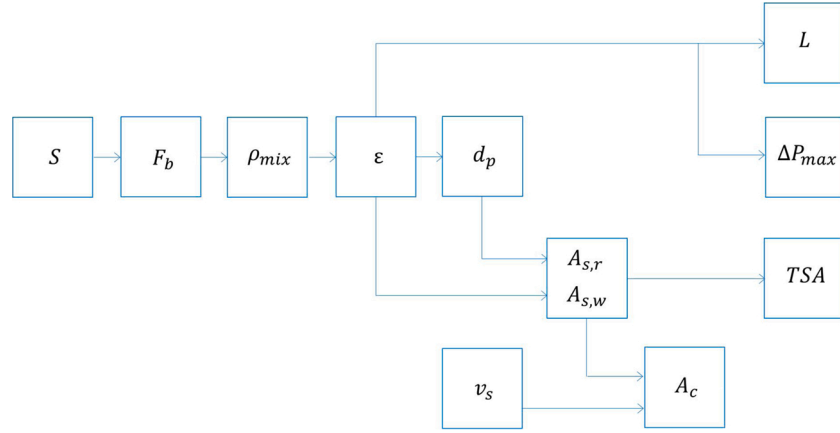 L
S
F_b
ρ_mix
ε
d_p
ΔP_max
A_s,r
A_s,w
TSA
v_s
A_c